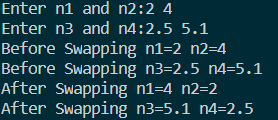 Enter n1 and n2:2 4
Enter n3 and n4:2.5 5.1
Before Swapping n1=2 n2=4
Before Swapping n3=2.5 n4=5.1
After Swapping n1=4 n2=2
After Swapping n3=5.1 n4=2.5